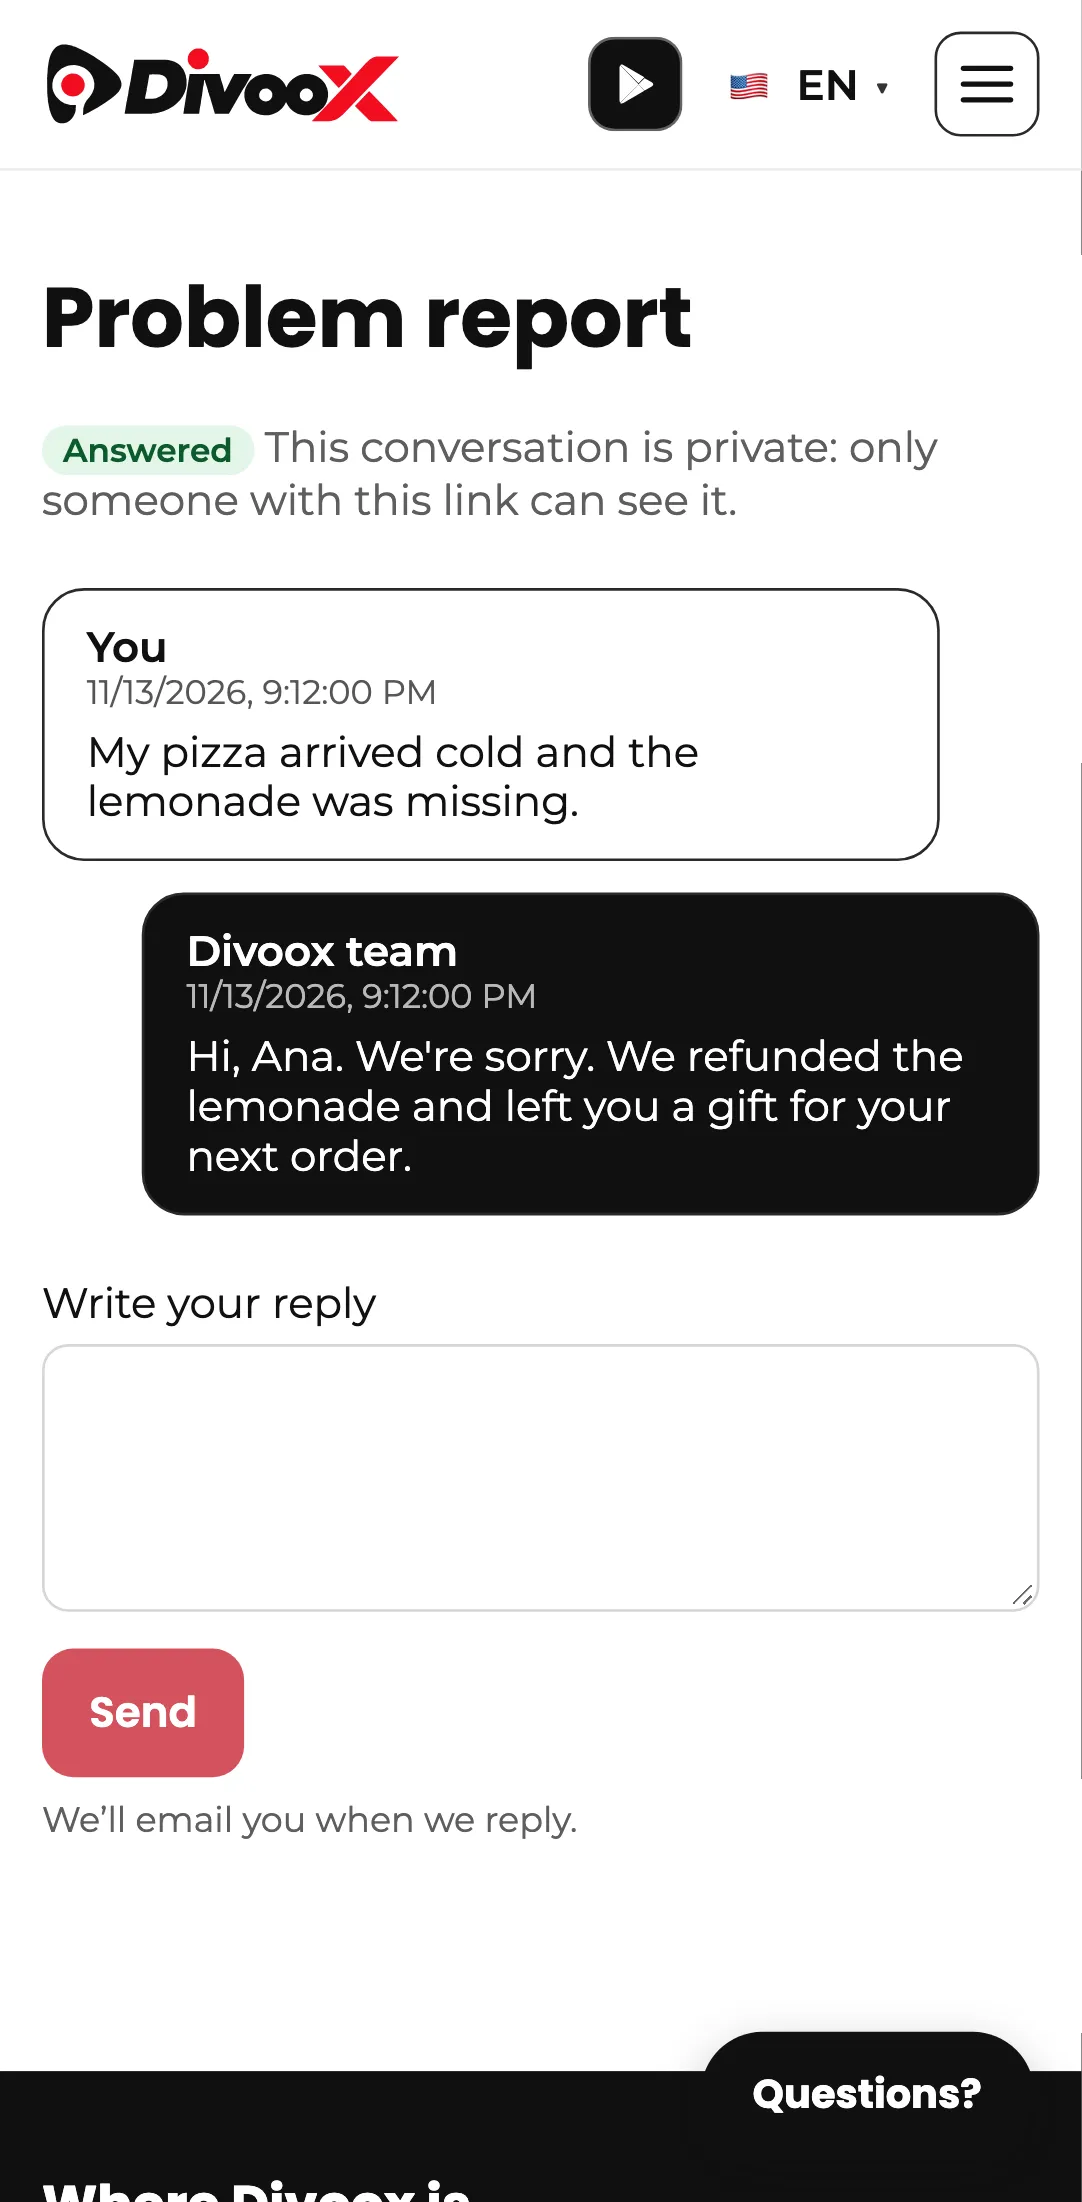 DivooX
EN
Problem report
Answered This conversation is private: only
someone with this link can see it.
You
11/13/2026, 9:12:00 PM
My pizza arrived cold and the
lemonade was missing.
Divoox team
11/13/2026, 9:12:00 PM
Hi, Ana. We're sorry. We refunded the
lemonade and left you a gift for your
next order.
Write your reply
Send
We’ll email you when we reply.
Questions?
Where Divoox is